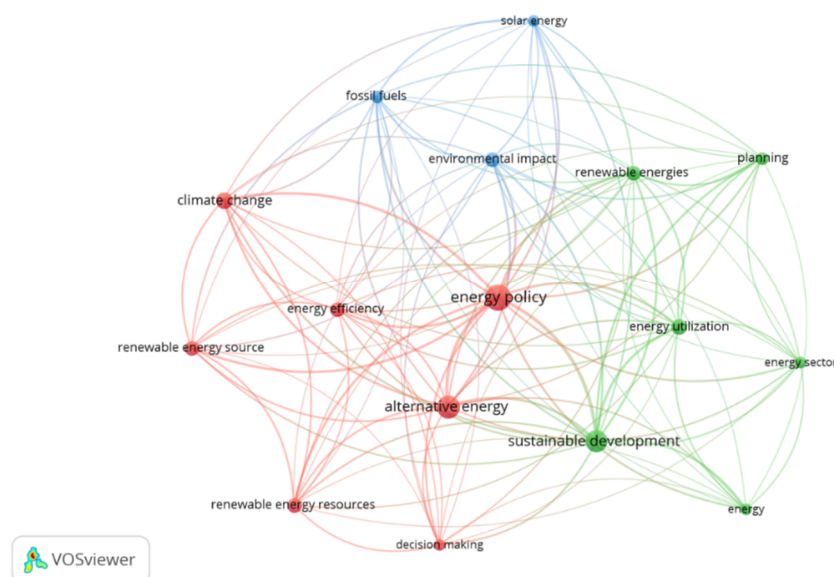 solar energy
fossil fuels
environmental impact
planning
renewable energies
climate change
energy policy
energy efficiency
energy utilization
renewable energy source
energy sector
alternative energy
sustainable development
renewable energy resources
energy
decision making
VOSviewer